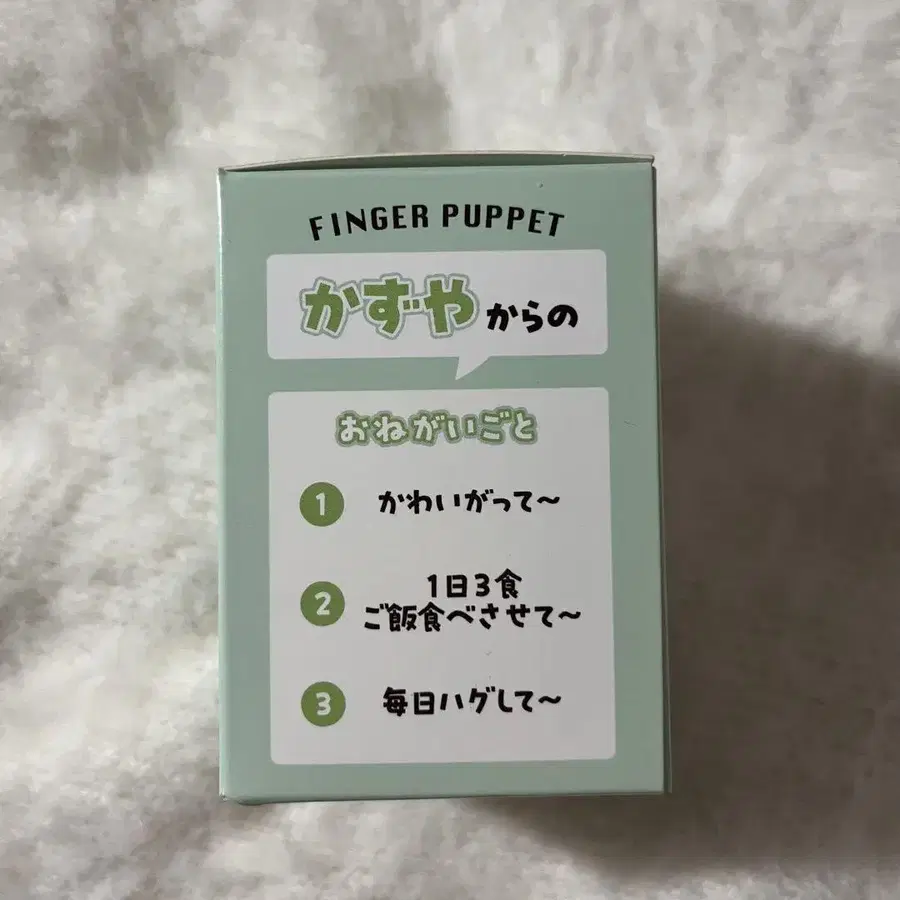 FINGER PUPPET
かずやからの
おねがいごと
1 かわいがって〜
2 1日3食
ご飯食べさせて〜
3 毎日ハグして〜